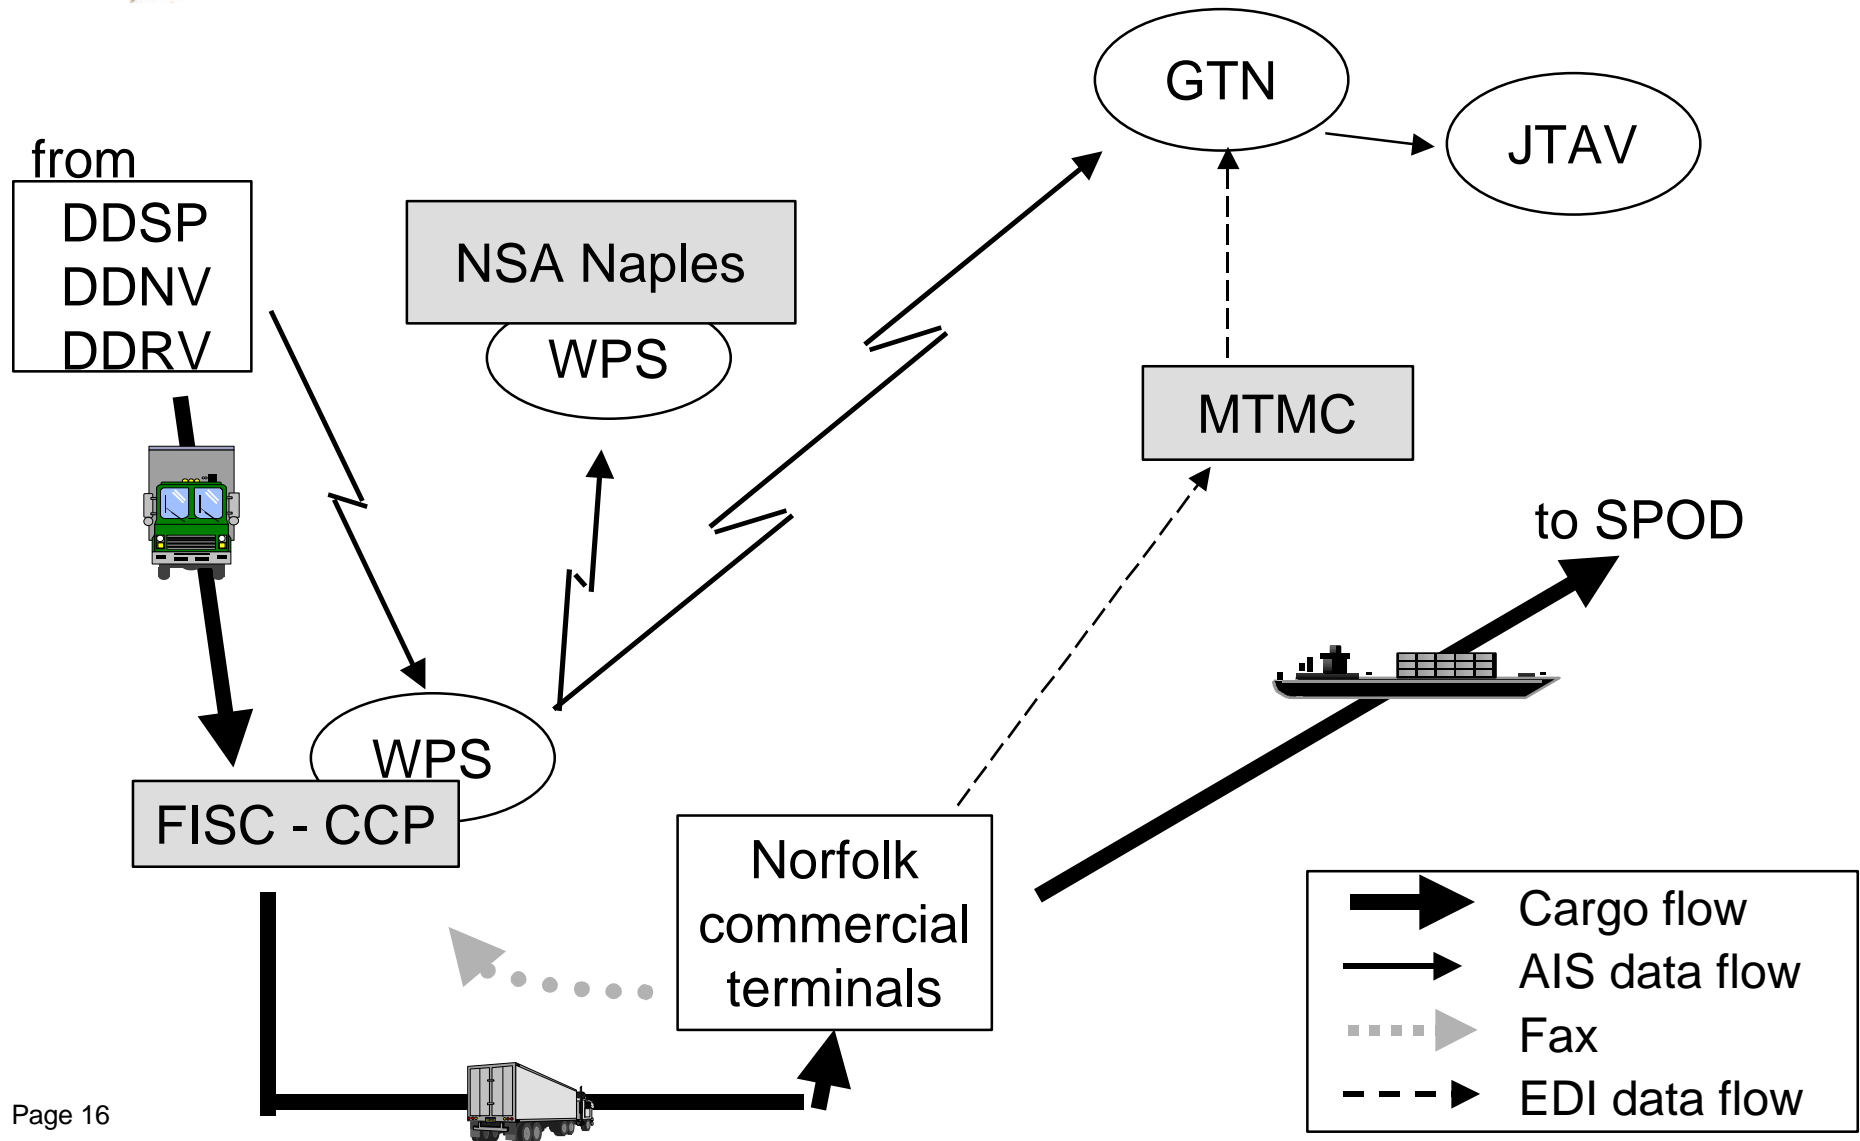 GTN
JTAV
from
DDSP
DDNV
DDRV
NSA Naples
WPS
MTMC
to SPOD
WPS
FISC - CCP
Norfolk
commercial
terminals
Cargo flow
AIS data flow
Fax
EDI data flow
Page 16